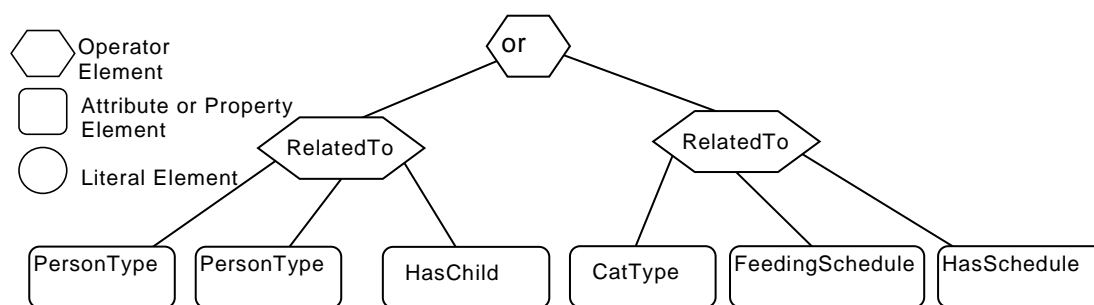 Operator
Element
Attribute or Property
Element
Literal Element
or
RelatedTo
RelatedTo
PersonType
PersonType
HasChild
CatType
FeedingSchedule
HasSchedule